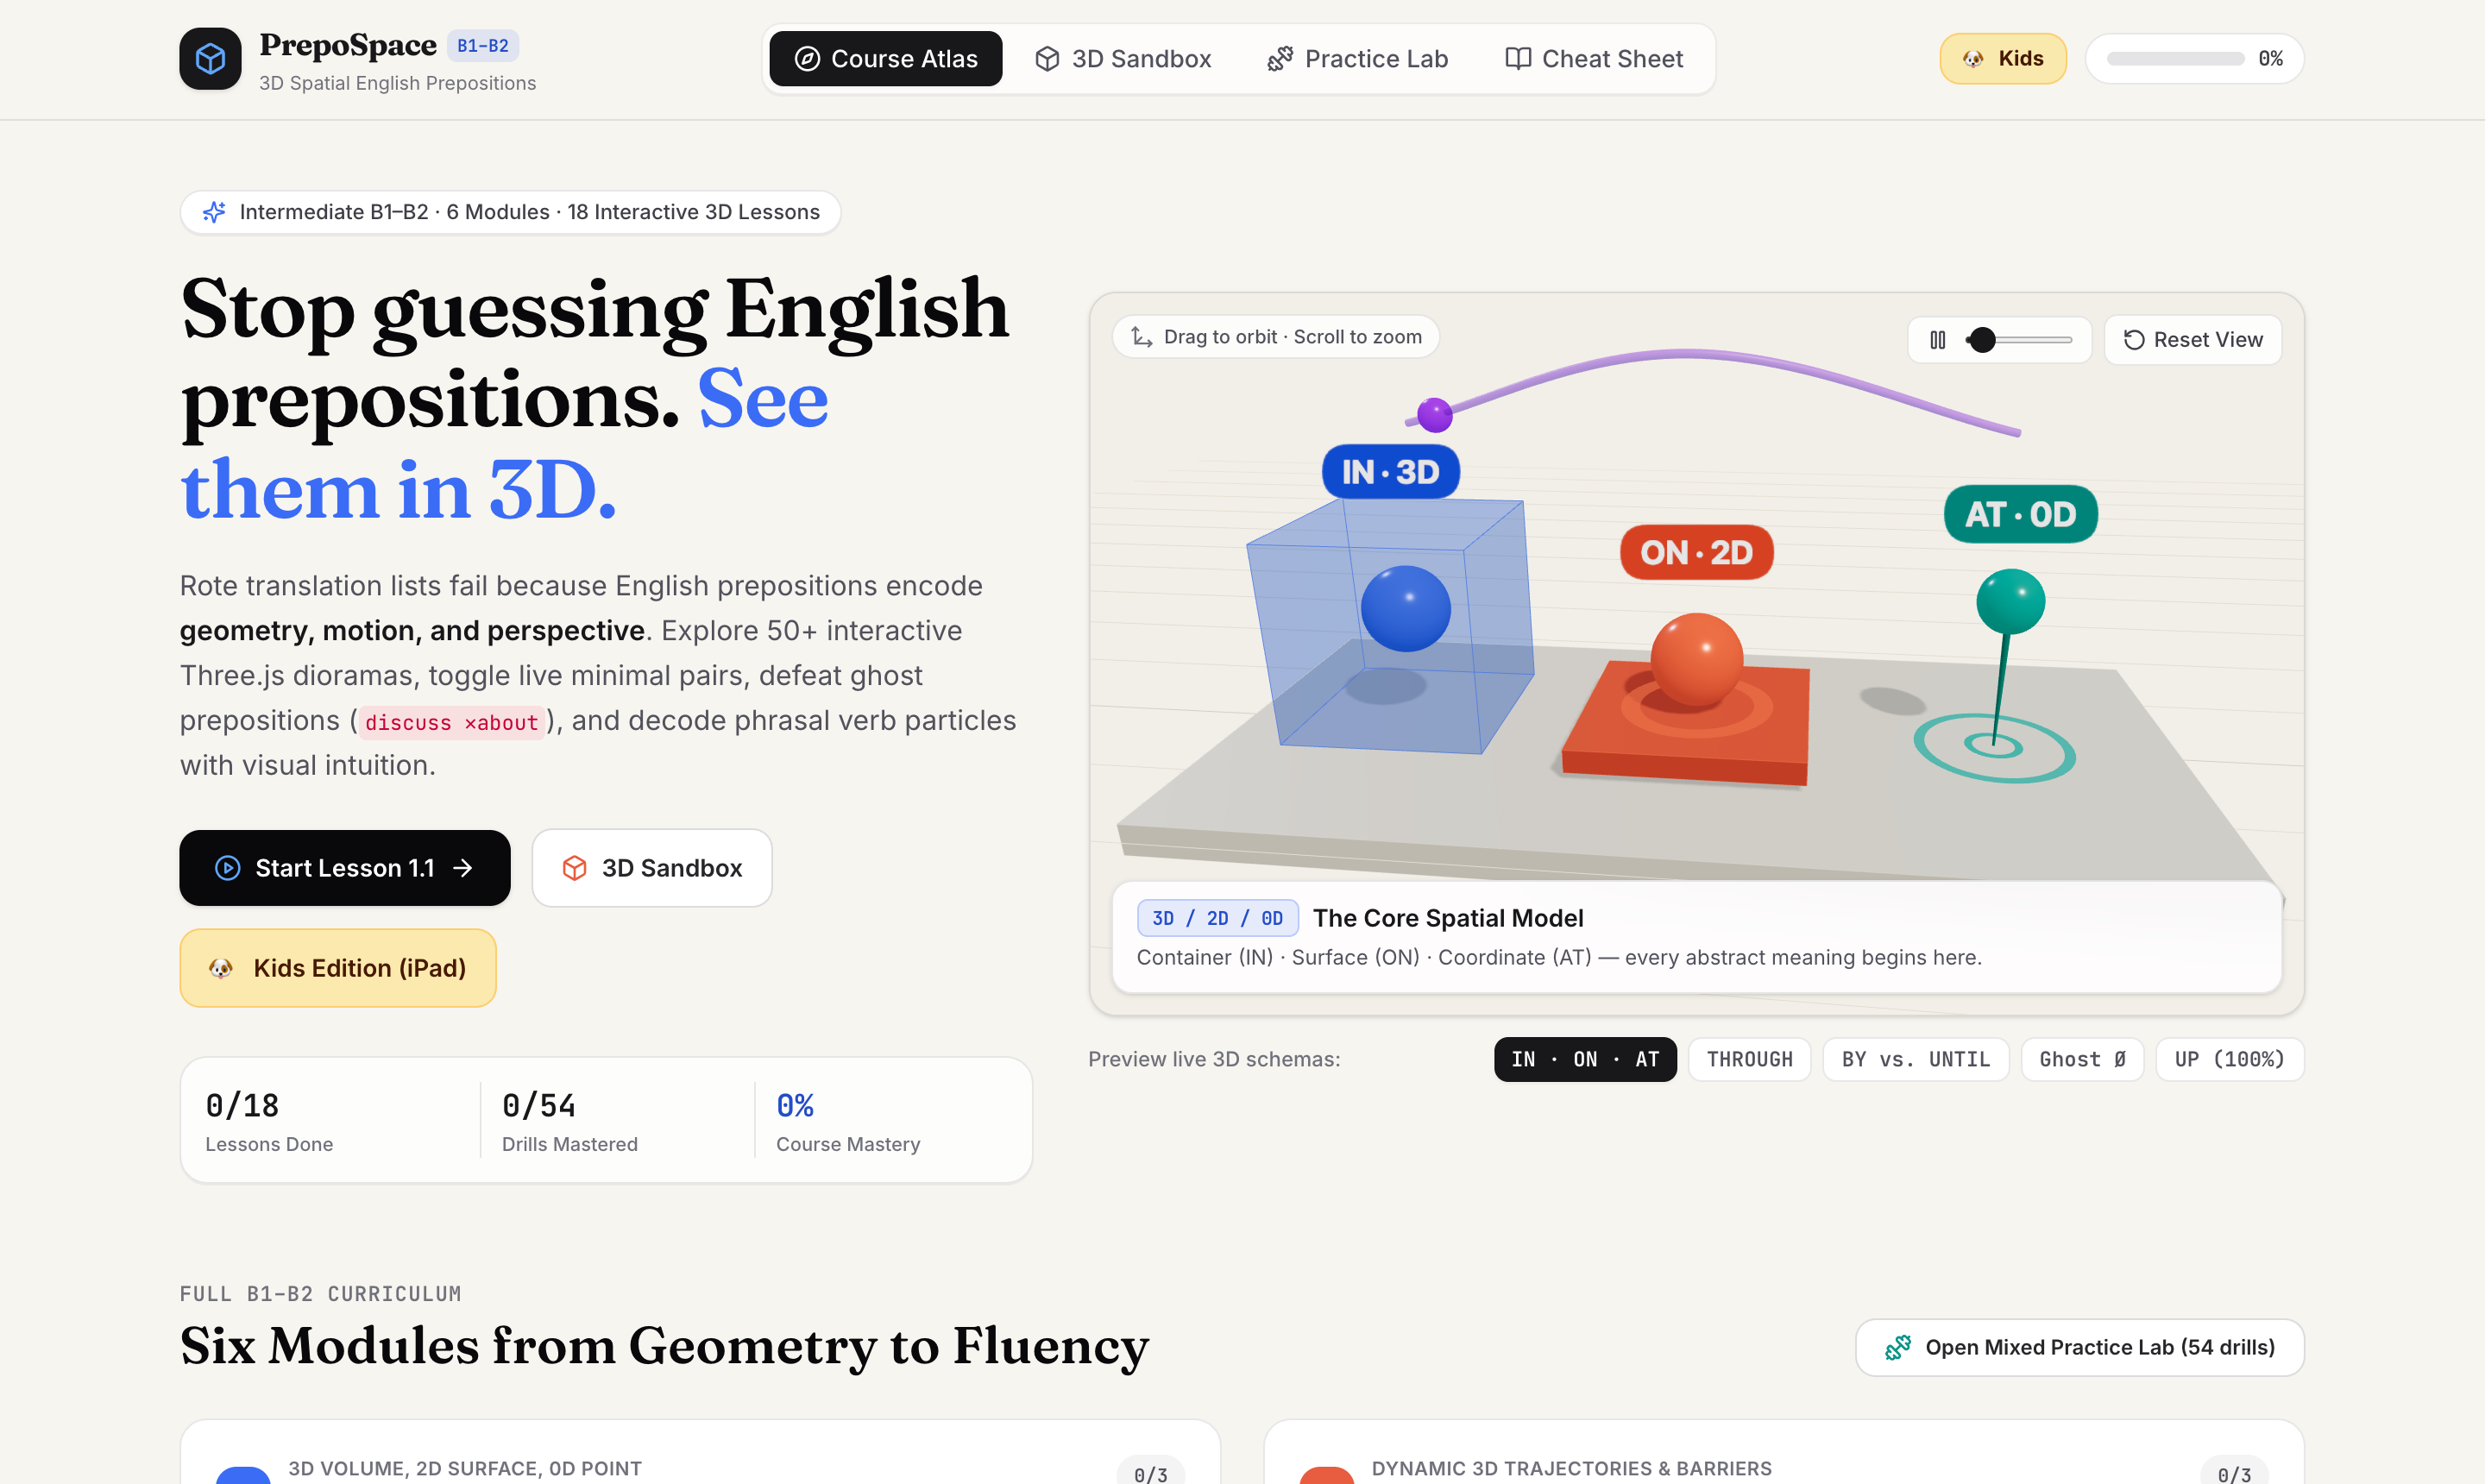 PrepoSpace
B1–B2
3D Spatial English Prepositions
Course Atlas
3D Sandbox
Practice Lab
Cheat Sheet
Kids
0%
Intermediate B1–B2 · 6 Modules · 18 Interactive 3D Lessons
Stop guessing English
prepositions. See
them in 3D.
Rote translation lists fail because English prepositions encode
geometry, motion, and perspective. Explore 50+ interactive
Three.js dioramas, toggle live minimal pairs, defeat ghost
prepositions (discuss ×about), and decode phrasal verb particles
with visual intuition.
Start Lesson 1.1
3D Sandbox
Kids Edition (iPad)
0/18
Lessons Done
0/54
Drills Mastered
0%
Course Mastery
Drag to orbit · Scroll to zoom
Reset View
IN · 3D
ON · 2D
AT · 0D
3D / 2D / 0D
The Core Spatial Model
Container (IN) · Surface (ON) · Coordinate (AT) — every abstract meaning begins here.
Preview live 3D schemas:
IN · ON · AT
THROUGH
BY vs. UNTIL
Ghost Ø
UP (100%)
FULL B1–B2 CURRICULUM
Six Modules from Geometry to Fluency
Open Mixed Practice Lab (54 drills)
3D VOLUME, 2D SURFACE, 0D POINT
0/3
DYNAMIC 3D TRAJECTORIES & BARRIERS
0/3